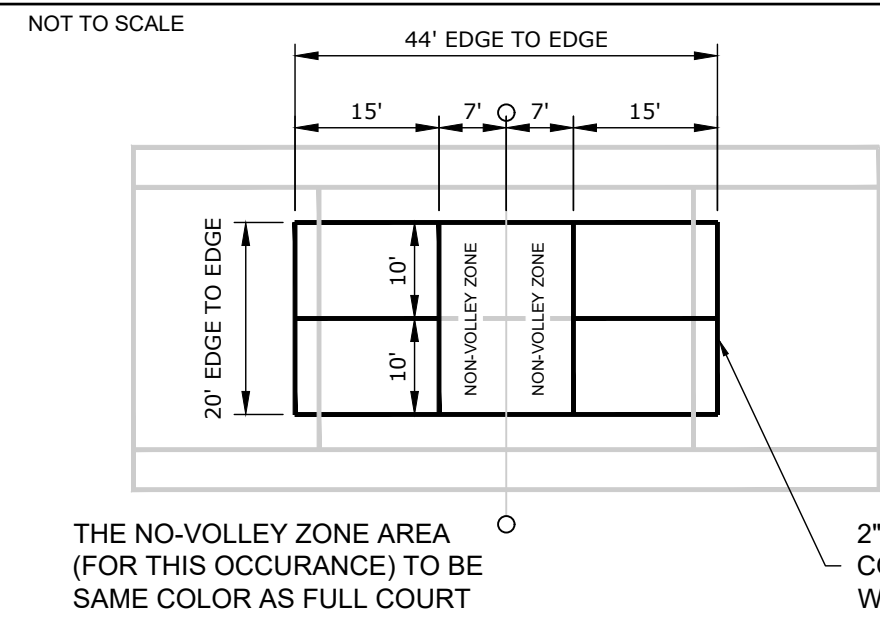 NOT TO SCALE
44' EDGE TO EDGE
15'
7'
7'
15'
20' EDGE TO EDGE
10'
10'
NON-VOLLEY ZONE
NON-VOLLEY ZONE
THE NO-VOLLEY ZONE AREA
(FOR THIS OCCURANCE) TO BE
SAME COLOR AS FULL COURT
2"